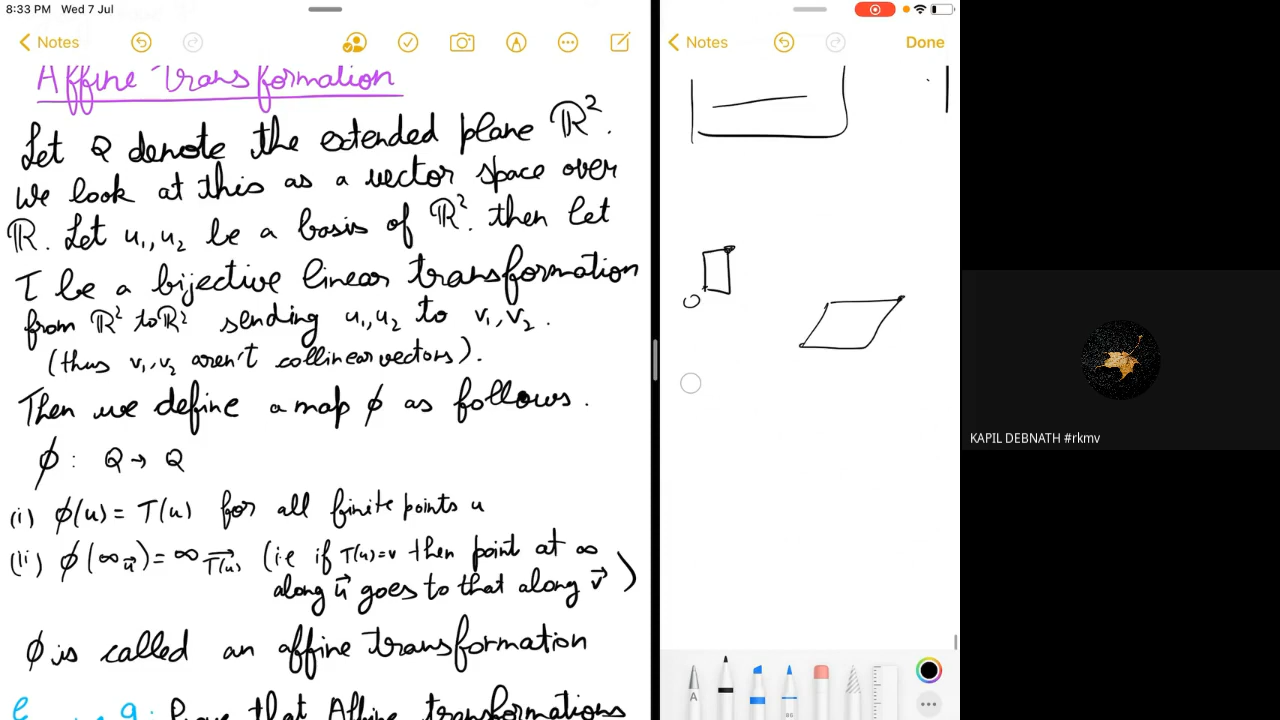 8:33 PM Wed 7 Jul
Notes
Notes
Done
Affine Transformation
Let Q denote the extended plane ℝ².
We look at this as a vector space over
ℝ. Let u₁,u₂ be a basis of ℝ². then let
T be a bijective linear transformation
from ℝ² to ℝ² sending u₁,u₂ to v₁,v₂.
(thus v₁,v₂ aren't collinear vectors).
Then we define a map ϕ as follows.
ϕ: Q → Q
(i) ϕ(u) = T(u) for all finite points u
(ii) ϕ(∞_u⃗) = ∞_T(u)⃗ (i.e if T(u)=v then point at ∞
along u⃗ goes to that along v⃗)
ϕ is called an affine transformation
9: Prove that Affine transformations
O
A
KAPIL DEBNATH #rkmv